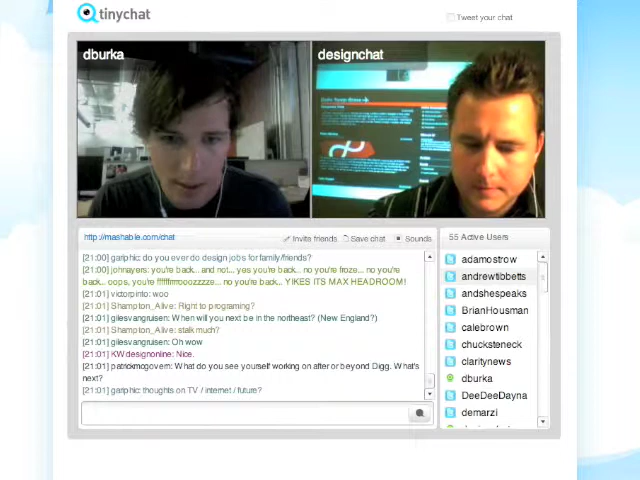 tinychat
Tweet your chat
dburka
designchat
http://mashable.com/chat
Invite friends
Save chat
Sounds
55 Active Users
[21:00] gariphic: do you ever do design jobs for family/friends?
[21:00] johnayers: you're back... and not... yes you're back... no you're froze... no you're
back... oops, you're ffffffrrroooozzzze... no you're back? YIKES ITS MAX HEADROOM!
[21:01] victorpinto: woo
[21:01] Shampton_Alive: Right to programing?
[21:01] gilesvangruisen: When will you next be in the northeast? (New England?)
[21:01] Shampton_Alive: stalk much?
[21:01] gilesvangruisen: Oh wow
[21:01] KWdesignonline: Nice.
[21:01] patrickmcgovern: What do you see yourself working on after or beyond Digg. What's
next?
[21:01] gariphic: thoughts on TV / internet / future?
adamostrow
andrewtibbetts
andshespeaks
BrianHousman
calebrown
chucksteneck
claritynews
dburka
DeeDeeDayna
demarzi